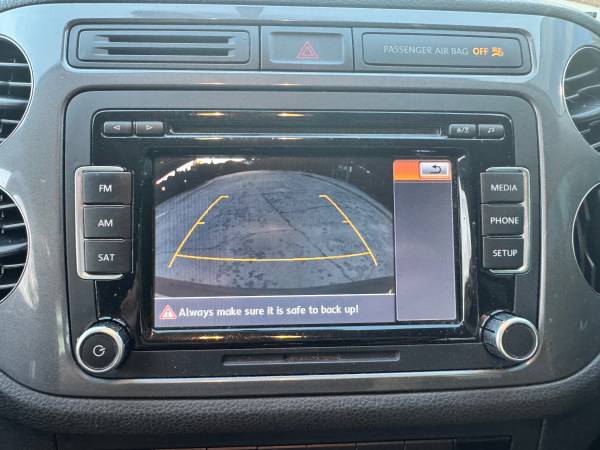 PASSENGER AIR BAG OFF
FM
AM
SAT
MEDIA
PHONE
SETUP
Always make sure it is safe to back up!